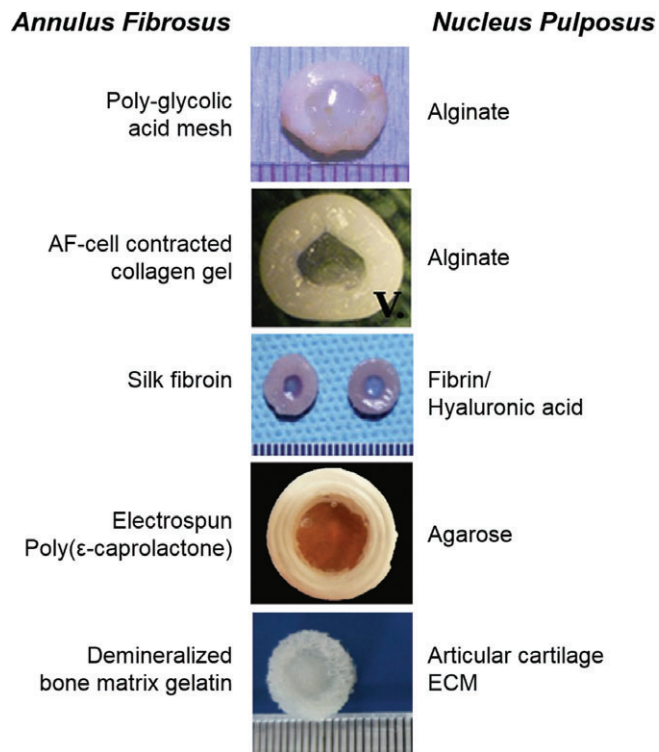 Annulus Fibrosus
Nucleus Pulposus
Poly-glycolic
acid mesh
Alginate
AF-cell contracted
collagen gel
Alginate
V.
Silk fibroin
Fibrin/
Hyaluronic acid
Electrospun
Poly(ε-caprolactone)
Agarose
Demineralized
bone matrix gelatin
Articular cartilage
ECM